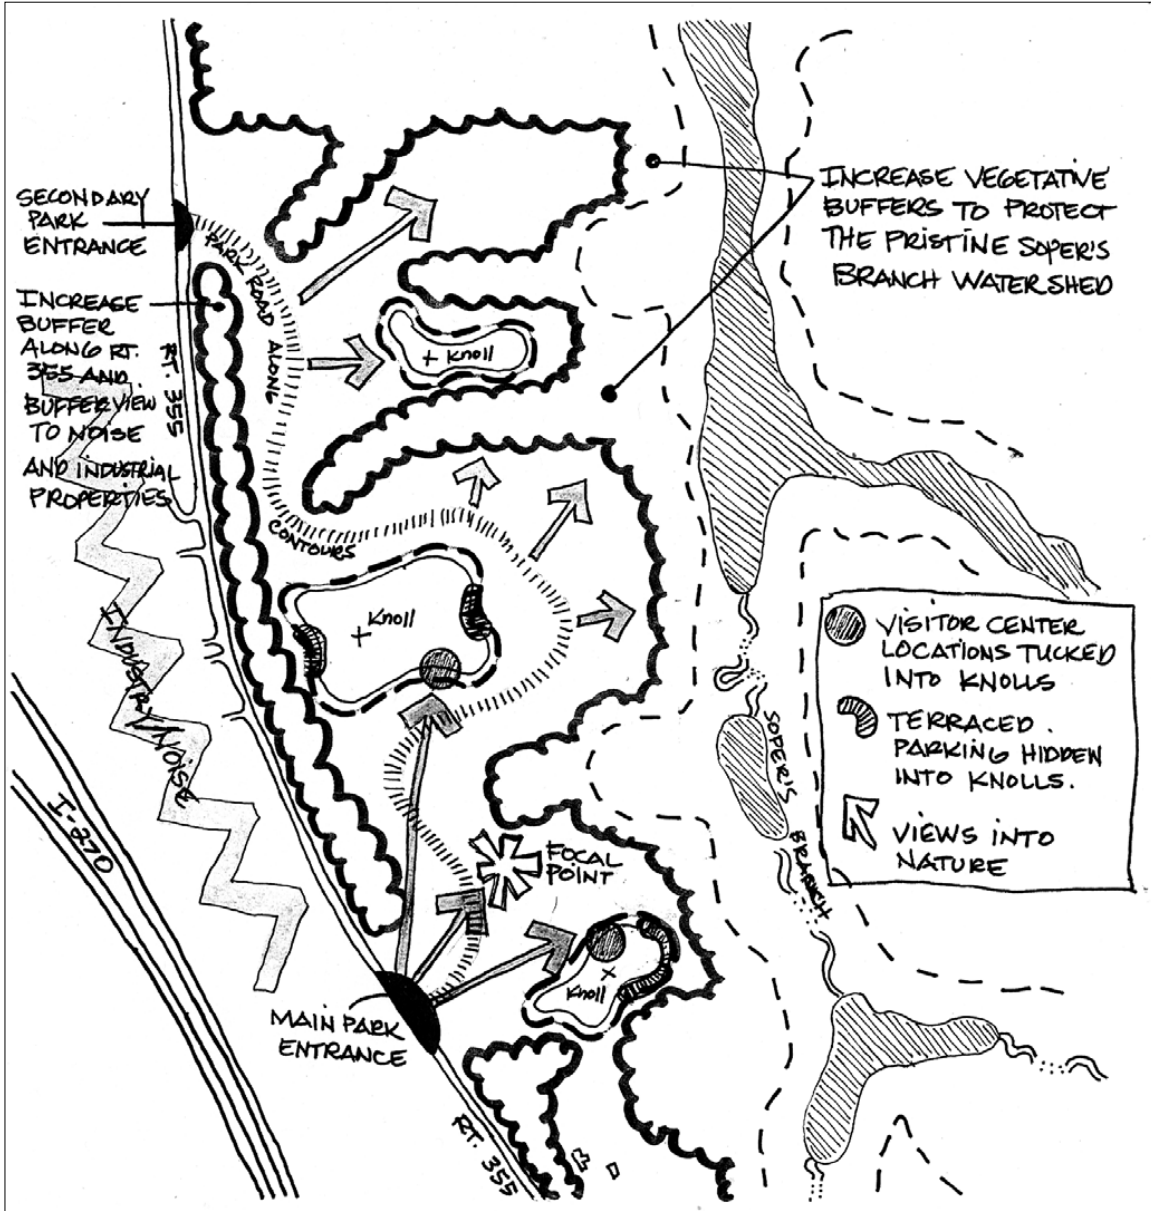 SECONDARY
PARK
ENTRANCE
PARK ROAD ALONG
CONTOURS
INCREASE
BUFFER
ALONG RT.
355 AND
BUFFER VIEW
TO NOISE
AND INDUSTRIAL
PROPERTIES
RT. 355
INCREASE VEGETATIVE
BUFFERS TO PROTECT
THE PRISTINE SOPER'S
BRANCH WATERSHED
+ Knoll
+ Knoll
INDUSTRY/NOISE
I-270
FOCAL
POINT
Knoll
MAIN PARK
ENTRANCE
RT. 355
SOPER'S
BRANCH
VISITOR CENTER
LOCATIONS TUCKED
INTO KNOLLS
TERRACED
PARKING HIDDEN
INTO KNOLLS.
VIEWS INTO
NATURE